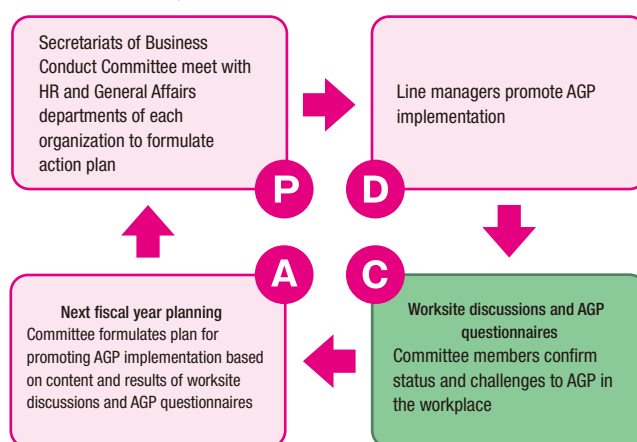 Secretariats of Business
Conduct Committee meet with
HR and General Affairs
departments of each
organization to formulate
action plan
P
Line managers promote AGP
implementation
D
A
Next fiscal year planning
Committee formulates plan for
promoting AGP implementation based
on content and results of worksite
discussions and AGP questionnaires
C
Worksite discussions and AGP
questionnaires
Committee members confirm
status and challenges to AGP in
the workplace